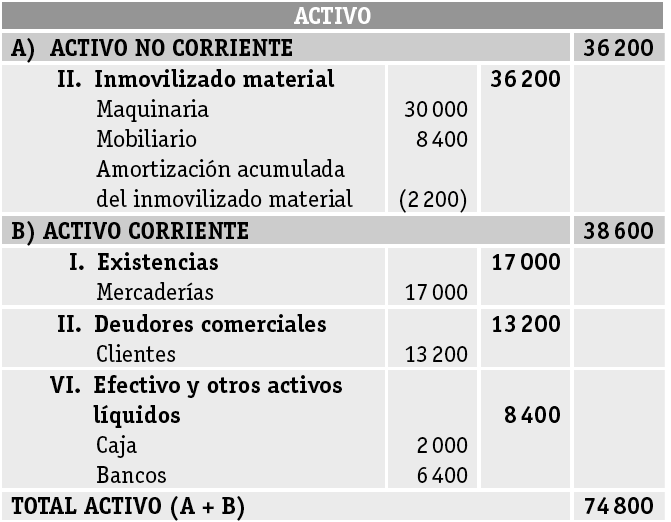 ACTIVO
A) ACTIVO NO CORRIENTE 36 200
II. Inmovilizado material 36 200
Maquinaria 30 000
Mobiliario 8 400
Amortización acumulada
del inmovilizado material (2 200)
B) ACTIVO CORRIENTE 38 600
I. Existencias 17 000
Mercaderías 17 000
II. Deudores comerciales 13 200
Clientes 13 200
VI. Efectivo y otros activos
líquidos 8 400
Caja 2 000
Bancos 6 400
TOTAL ACTIVO (A + B) 74 800